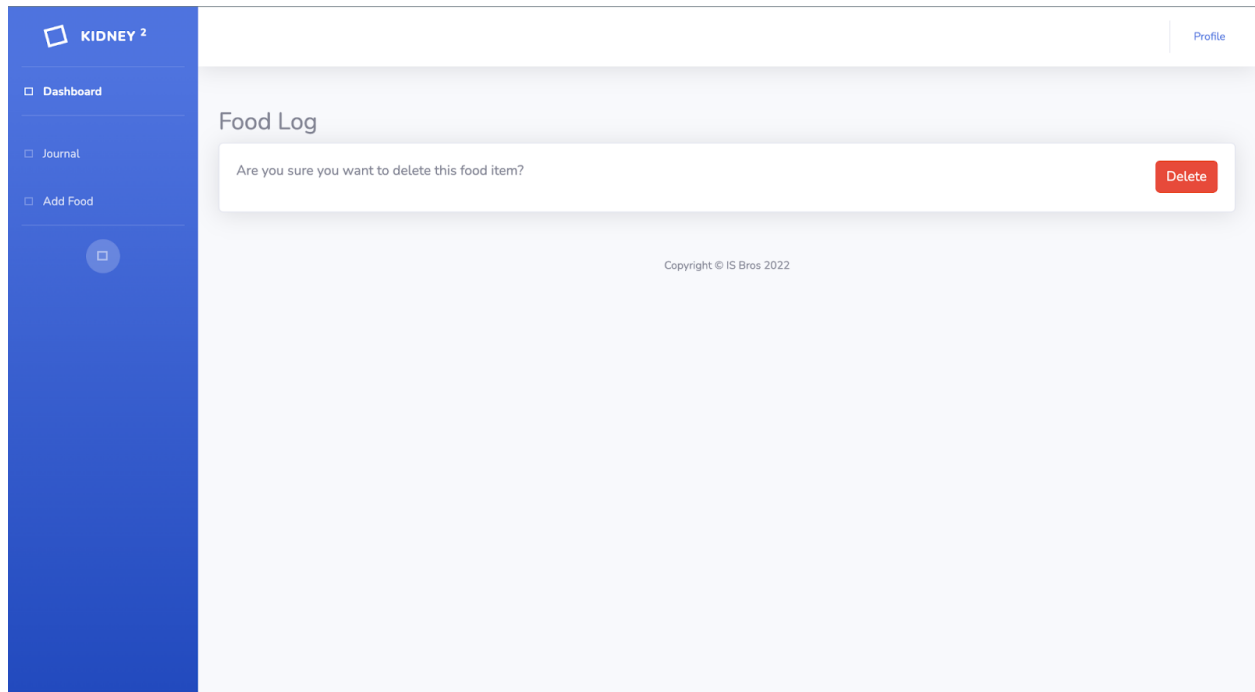 KIDNEY 2
Profile
Dashboard
Journal
Add Food
Food Log
Are you sure you want to delete this food item?
Delete
Copyright © IS Bros 2022